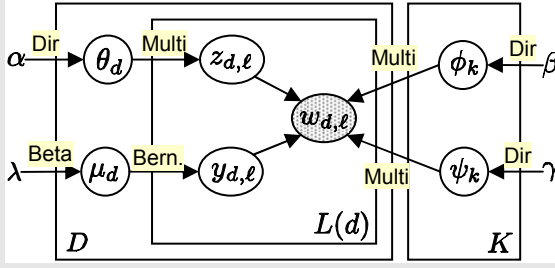 α Dir θ_d Multi z_{d,ℓ} Multi ϕ_k Dir β
w_{d,ℓ}
λ Beta μ_d Bern. y_{d,ℓ} Multi ψ_k Dir γ
D L(d) K